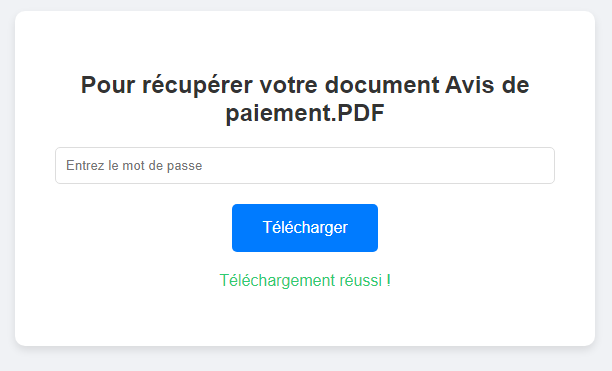 Pour récupérer votre document Avis de
paiement.PDF
Entrez le mot de passe
Télécharger
Téléchargement réussi !